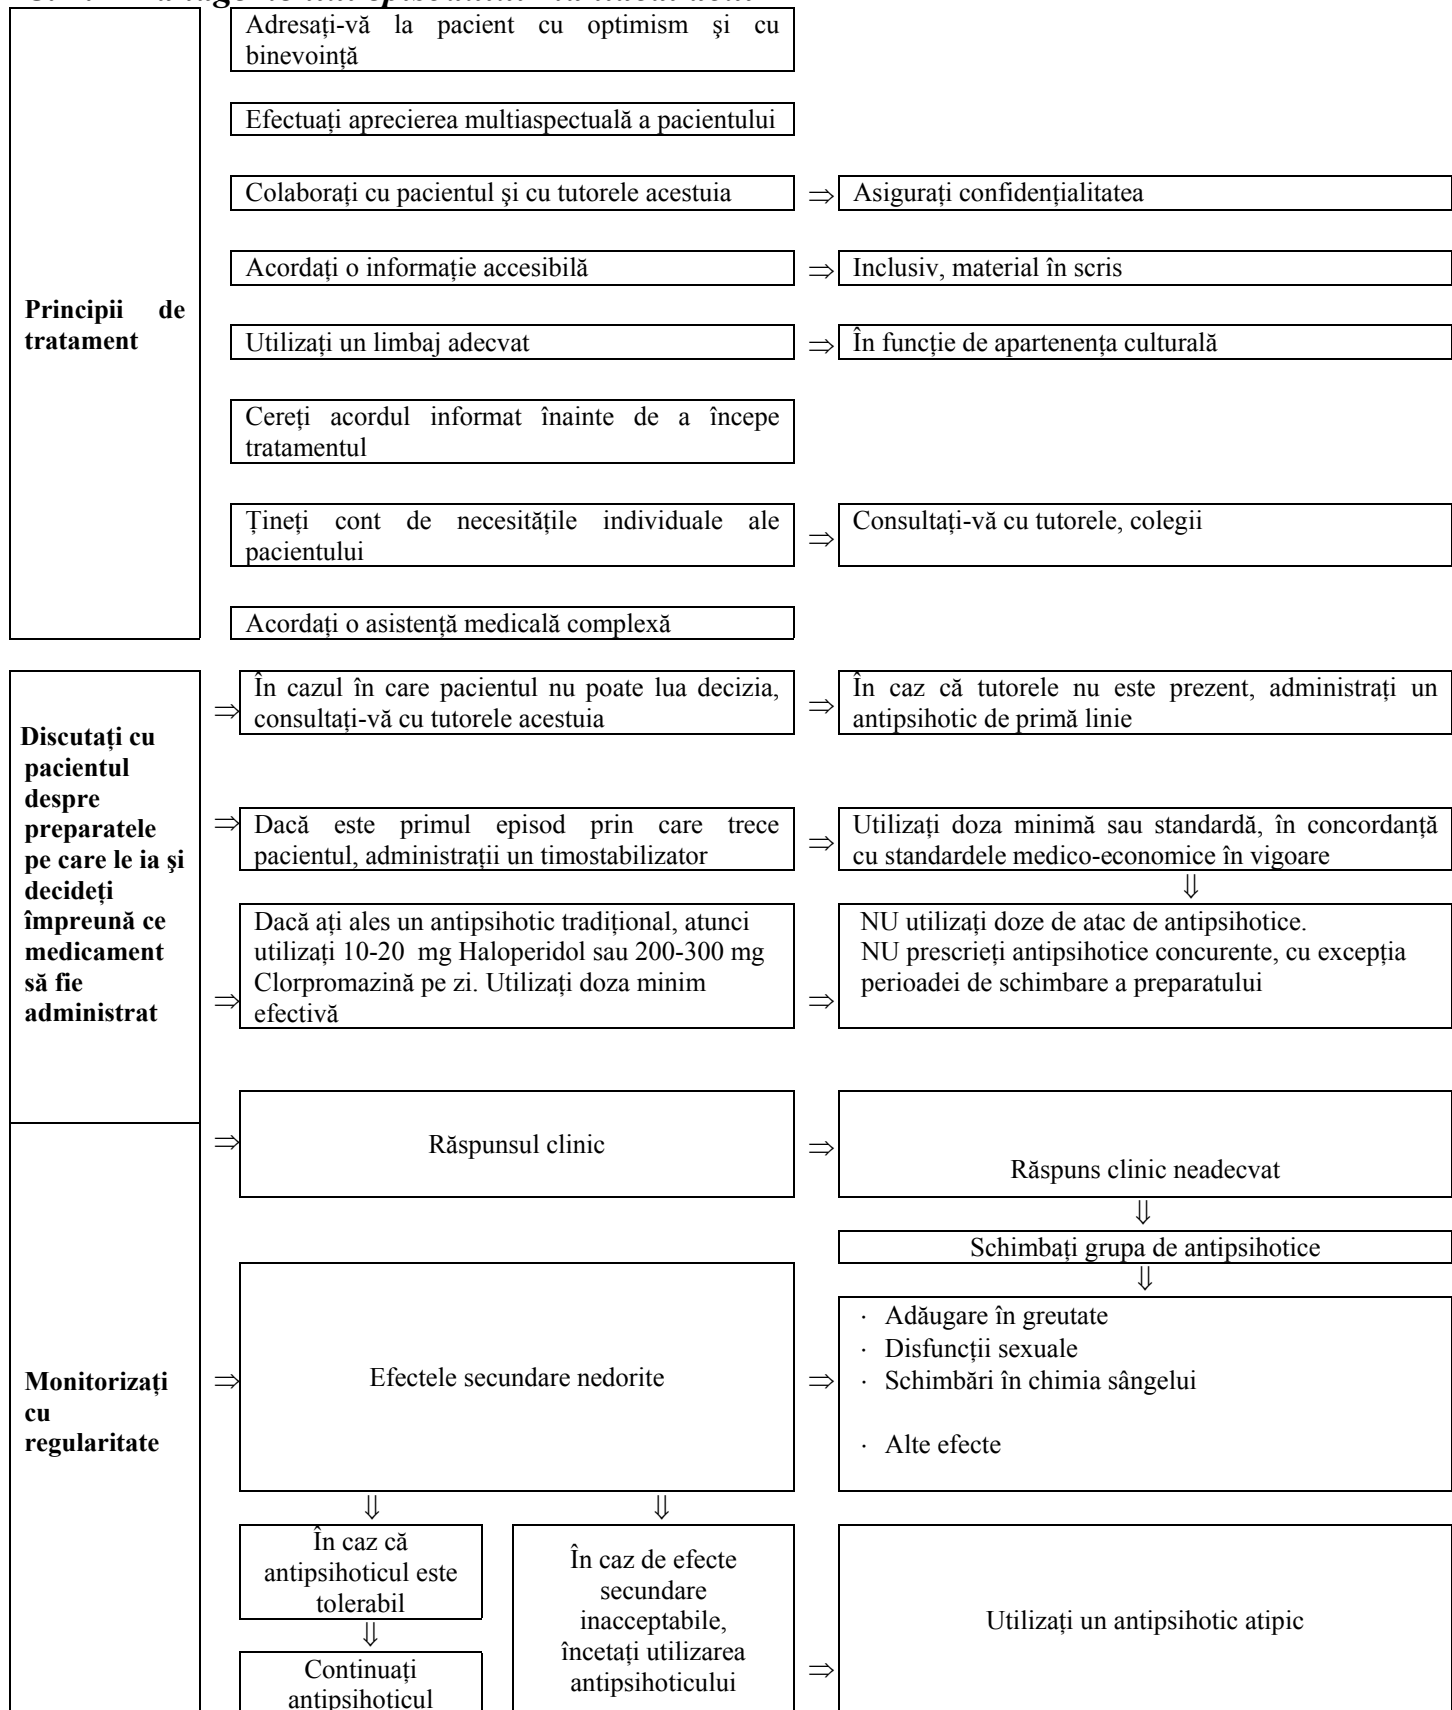 Adresați-vă la pacient cu optimism şi cu
binevoință
Efectuați aprecierea multiaspectuală a pacientului
Colaborați cu pacientul şi cu tutorele acestuia
⇒
Asigurați confidențialitatea
Acordați o informație accesibilă
⇒
Inclusiv, material în scris
Principii de
tratament
Utilizați un limbaj adecvat
⇒
În funcție de apartenența culturală
Cereți acordul informat înainte de a începe
tratamentul
Țineți cont de necesitățile individuale ale
pacientului
⇒
Consultați-vă cu tutorele, colegii
Acordați o asistență medicală complexă
Discutați cu
pacientul
despre
preparatele
pe care le ia şi
decideți
împreună ce
medicament
să fie
administrat
⇒
În cazul în care pacientul nu poate lua decizia,
consultați-vă cu tutorele acestuia
⇒
În caz că tutorele nu este prezent, administrați un
antipsihotic de primă linie
⇒
Dacă este primul episod prin care trece
pacientul, administrații un timostabilizator
⇒
Utilizați doza minimă sau standardă, în concordanță
cu standardele medico-economice în vigoare
⇓
⇒
Dacă ați ales un antipsihotic tradițional, atunci
utilizați 10-20 mg Haloperidol sau 200-300 mg
Clorpromazină pe zi. Utilizați doza minim
efectivă
⇒
NU utilizați doze de atac de antipsihotice.
NU prescrieți antipsihotice concurente, cu excepția
perioadei de schimbare a preparatului
Monitorizați
cu
regularitate
⇒
Răspunsul clinic
⇒
Răspuns clinic neadecvat
⇓
Schimbați grupa de antipsihotice
⇓
⇒
Efectele secundare nedorite
⇒
· Adăugare în greutate
· Disfuncții sexuale
· Schimbări în chimia sângelui
· Alte efecte
⇓ ⇓
În caz că
antipsihoticul este
tolerabil
⇓
Continuați
antipsihoticul
În caz de efecte
secundare
inacceptabile,
încetați utilizarea
antipsihoticului
⇒
Utilizați un antipsihotic atipic